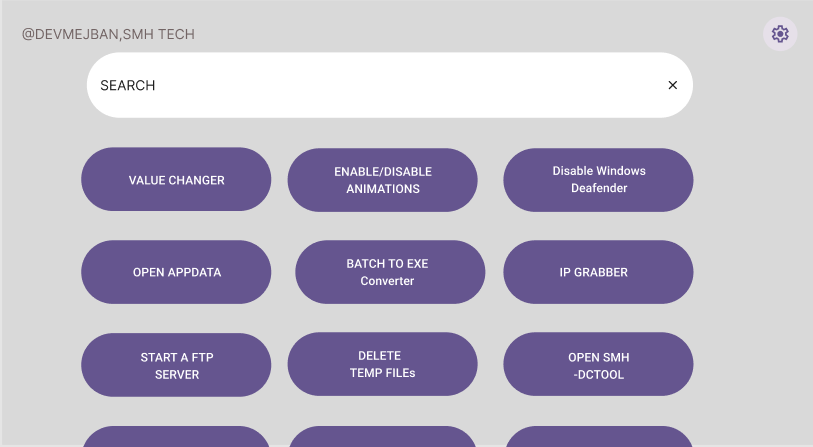 @DEVMEJBAN,SMH TECH
SEARCH
VALUE CHANGER
ENABLE/DISABLE
ANIMATIONS
Disable Windows
Deafender
OPEN APPDATA
BATCH TO EXE
Converter
IP GRABBER
START A FTP
SERVER
DELETE
TEMP FILEs
OPEN SMH
-DCTOOL